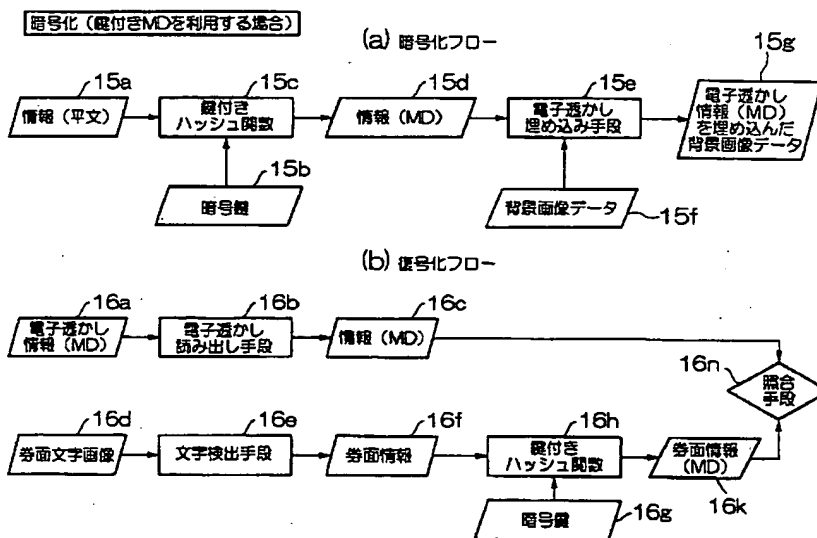 暗号化（鍵付きMDを利用する場合）
(a) 暗号化フロー
15a
15c
15d
15e
15g
情報（平文）
鍵付き
ハッシュ関数
情報（MD）
電子透かし
埋め込み手段
電子透かし
情報（MD）
を埋め込んだ
背景画像データ
15b
暗号鍵
背景画像データ
15f
(b) 復号化フロー
16a
16b
16c
電子透かし
情報（MD）
電子透かし
読み出し手段
情報（MD）
16n
照合
手段
16d
16e
16f
16h
券面文字画像
文字検出手段
券面情報
鍵付き
ハッシュ関数
券面情報
（MD）
16k
暗号鍵
16g